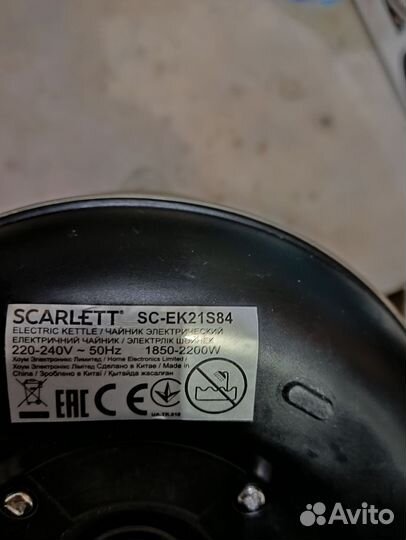 SCARLETT® SC-EK21S84
ELECTRIC KETTLE / ЧАЙНИК ЭЛЕКТРИЧЕСКИЙ
ЕЛЕКТРИЧНИЙ ЧАЙНИК / ЭЛЕКТРЛІК ШӘЙНЕК
220-240V ~ 50Hz 1850-2200W
Хоум Электроникс Лимитед / Home Electronics Limited /
Хоум Электроникс Лімітед Сделано в Китае / Made in
China / Зроблено в Китаї / Қытайда жасалған
EAC CE
UA.TR.018
Avito